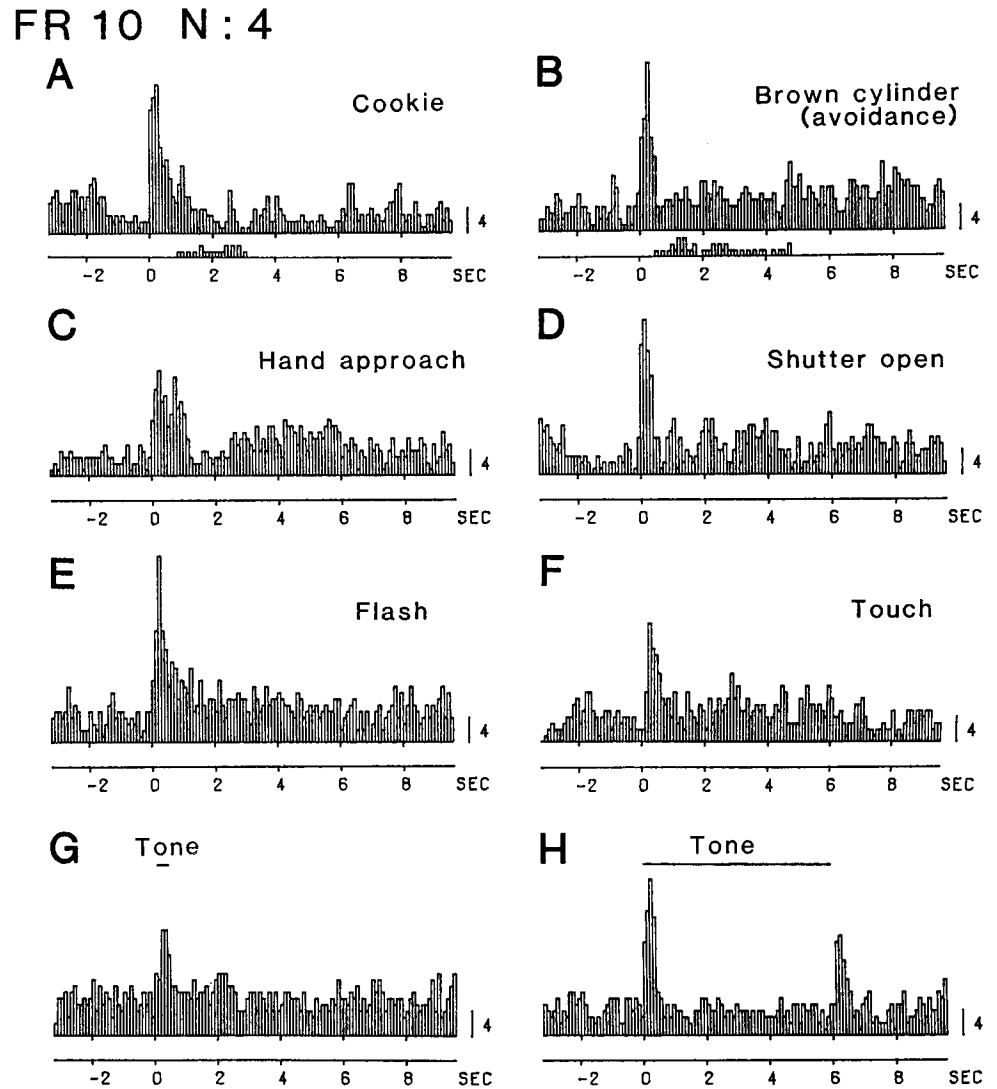 FR 10 N : 4
A
Cookie
4
-2 0 2 4 6 8 SEC
B
Brown cylinder
(avoidance)
4
-2 0 2 4 6 8 SEC
C
Hand approach
4
-2 0 2 4 6 8 SEC
D
Shutter open
4
-2 0 2 4 6 8 SEC
E
Flash
4
-2 0 2 4 6 8 SEC
F
Touch
4
-2 0 2 4 6 8 SEC
G
Tone
4
-2 0 2 4 6 8 SEC
H
Tone
4
-2 0 2 4 6 8 SEC